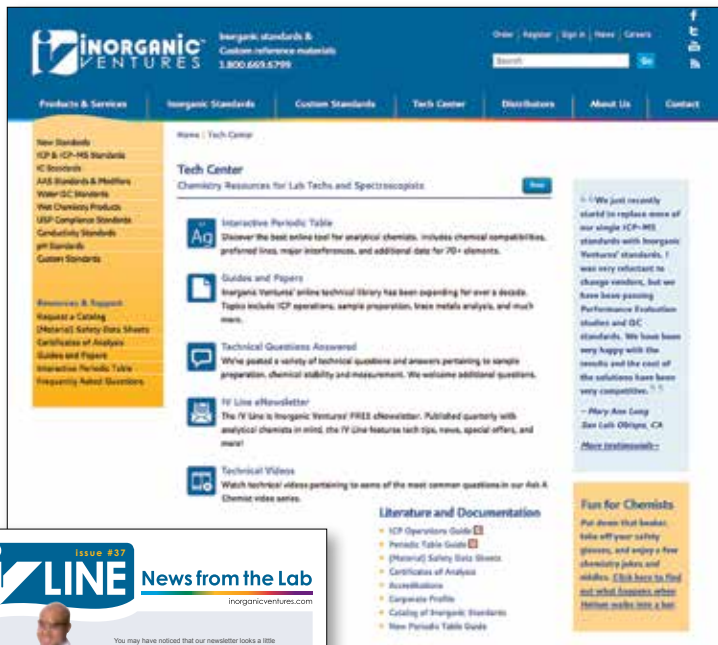 INORGANIC™
VENTURES
Inorganic standards &
Custom reference materials
1.800.669.6799
Order | Register | Sign in | News | Careers
Search
Go
Products & Services
Inorganic Standards
Custom Standards
Tech Center
Distributors
About Us
Contact
New Standards
ICP & ICP-MS Standards
IC Standards
AAS Standards & Modifiers
Water QC Standards
Wet Chemistry Products
USP Compliance Standards
Conductivity Standards
pH Standards
Custom Standards
Resources & Support
Request a Catalog
(Material) Safety Data Sheets
Certificates of Analysis
Guides and Papers
Interactive Periodic Table
Frequently Asked Questions
Home | Tech Center
Tech Center
Chemistry Resources for Lab Techs and Spectroscopists
Ag
Interactive Periodic Table
Discover the best online tool for analytical chemists. Includes chemical compatibilities,
preferred lines, major interferences, and additional data for 70+ elements.
Guides and Papers
Inorganic Ventures' online technical library has been expanding for over a decade.
Topics include ICP operations, sample preparation, trace metals analysis, and much
more.
Technical Questions Answered
We've posted a variety of technical questions and answers pertaining to sample
preparation, chemical stability and measurement. We welcome additional questions.
IV Line eNewsletter
The IV Line is Inorganic Ventures' FREE eNewsletter. Published quarterly with
analytical chemists in mind, the IV Line features tech tips, news, special offers, and
more!
Technical Videos
Watch technical videos pertaining to some of the most common questions in our Ask A
Chemist video series.
Literature and Documentation
ICP Operations Guide
Periodic Table Guide
(Material) Safety Data Sheets
Certificates of Analysis
Accreditations
Corporate Profile
Catalog of Inorganic Standards
New Periodic Table Guide
"We just recently
startd to replace more of
our single ICP-MS
standards with Inorganic
Ventures' standards. I
was very reluctant to
change vendors, but we
have been passing
Performance Evaluation
studies and QC
standards. We have been
very happy with the
results and the cost of
the solutions have been
very competitive."
– Mary Ann Long
San Luis Obispo, CA
More testimonials~
Fun for Chemists
Put down that beaker,
take off your safety
glasses, and enjoy a few
chemistry jokes and
riddles. Click here to find
out what happens when
Helium walks into a bar.
issue #37
LINE
News from the Lab
inorganicventures.com
You may have noticed that our newsletter looks a little